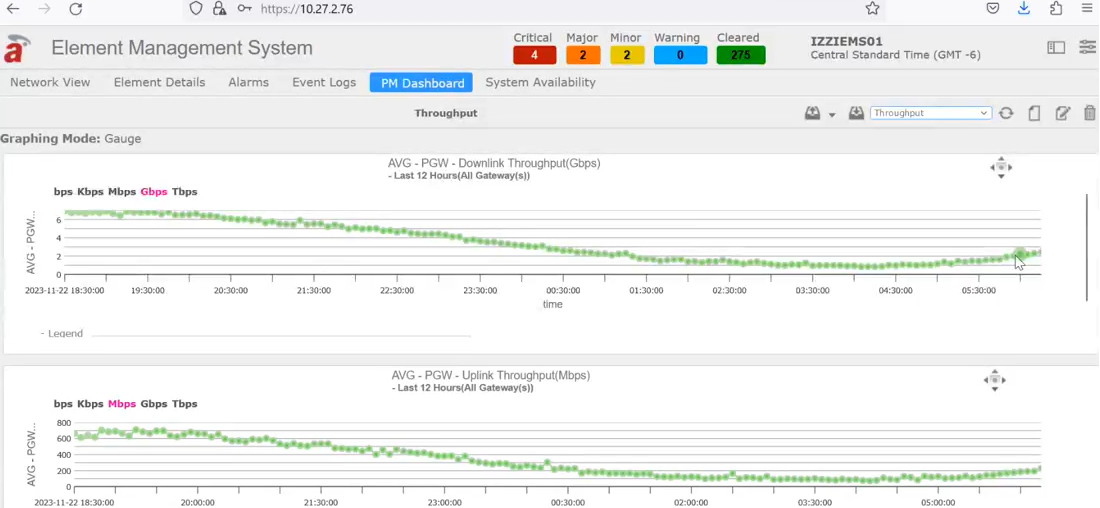 https://10.27.2.76
Element Management System
Critical Major Minor Warning Cleared
4 2 2 0 275
IZZIEMS01
Central Standard Time (GMT -6)
Network View Element Details Alarms Event Logs PM Dashboard System Availability
Throughput
Throughput
Graphing Mode: Gauge
AVG - PGW - Downlink Throughput(Gbps)
- Last 12 Hours(All Gateway(s))
bps Kbps Mbps Gbps Tbps
AVG - PGW...
6
4
2
0
2023-11-22 18:30:00 19:30:00 20:30:00 21:30:00 22:30:00 23:30:00 00:30:00 01:30:00 02:30:00 03:30:00 04:30:00 05:30:00
time
- Legend
AVG - PGW - Uplink Throughput(Mbps)
- Last 12 Hours(All Gateway(s))
bps Kbps Mbps Gbps Tbps
AVG - PGW...
800
600
400
200
0
2023-11-22 18:30:00 20:00:00 21:30:00 23:00:00 00:30:00 02:00:00 03:30:00 05:00:00